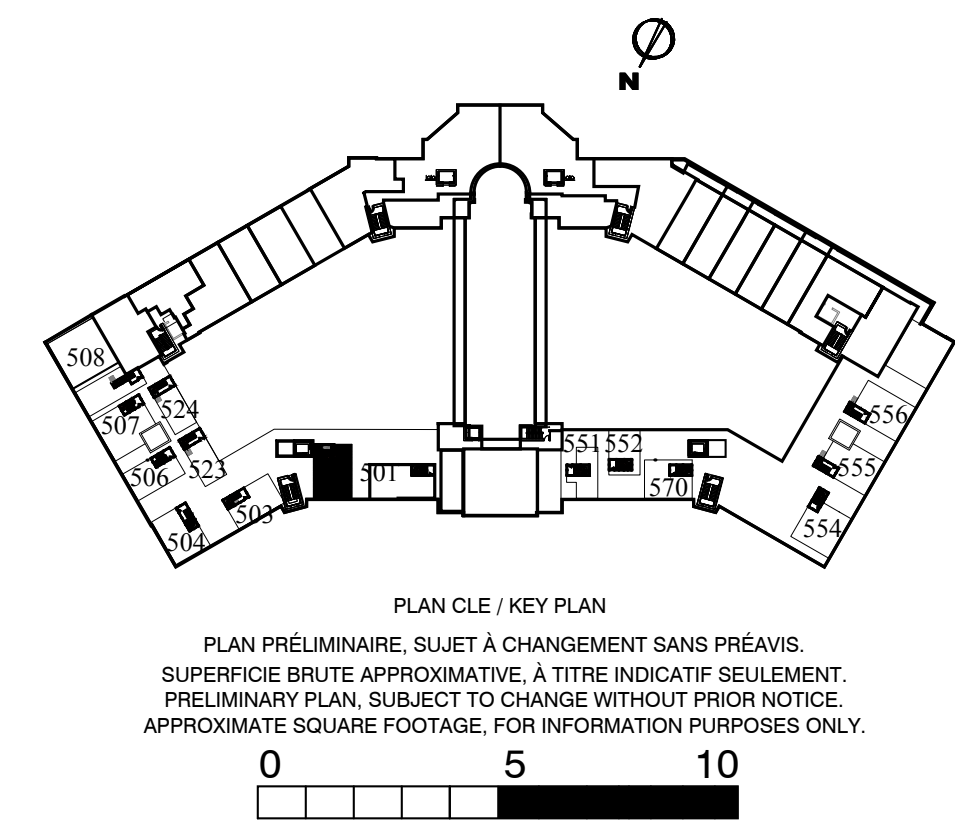 N
508
507
524
506
523
504
503
501
551
552
570
556
555
554
PLAN CLE / KEY PLAN
PLAN PRÉLIMINAIRE, SUJET À CHANGEMENT SANS PRÉAVIS.
SUPERFICIE BRUTE APPROXIMATIVE, À TITRE INDICATIF SEULEMENT.
PRELIMINARY PLAN, SUBJECT TO CHANGE WITHOUT PRIOR NOTICE.
APPROXIMATE SQUARE FOOTAGE, FOR INFORMATION PURPOSES ONLY.
0 5 10